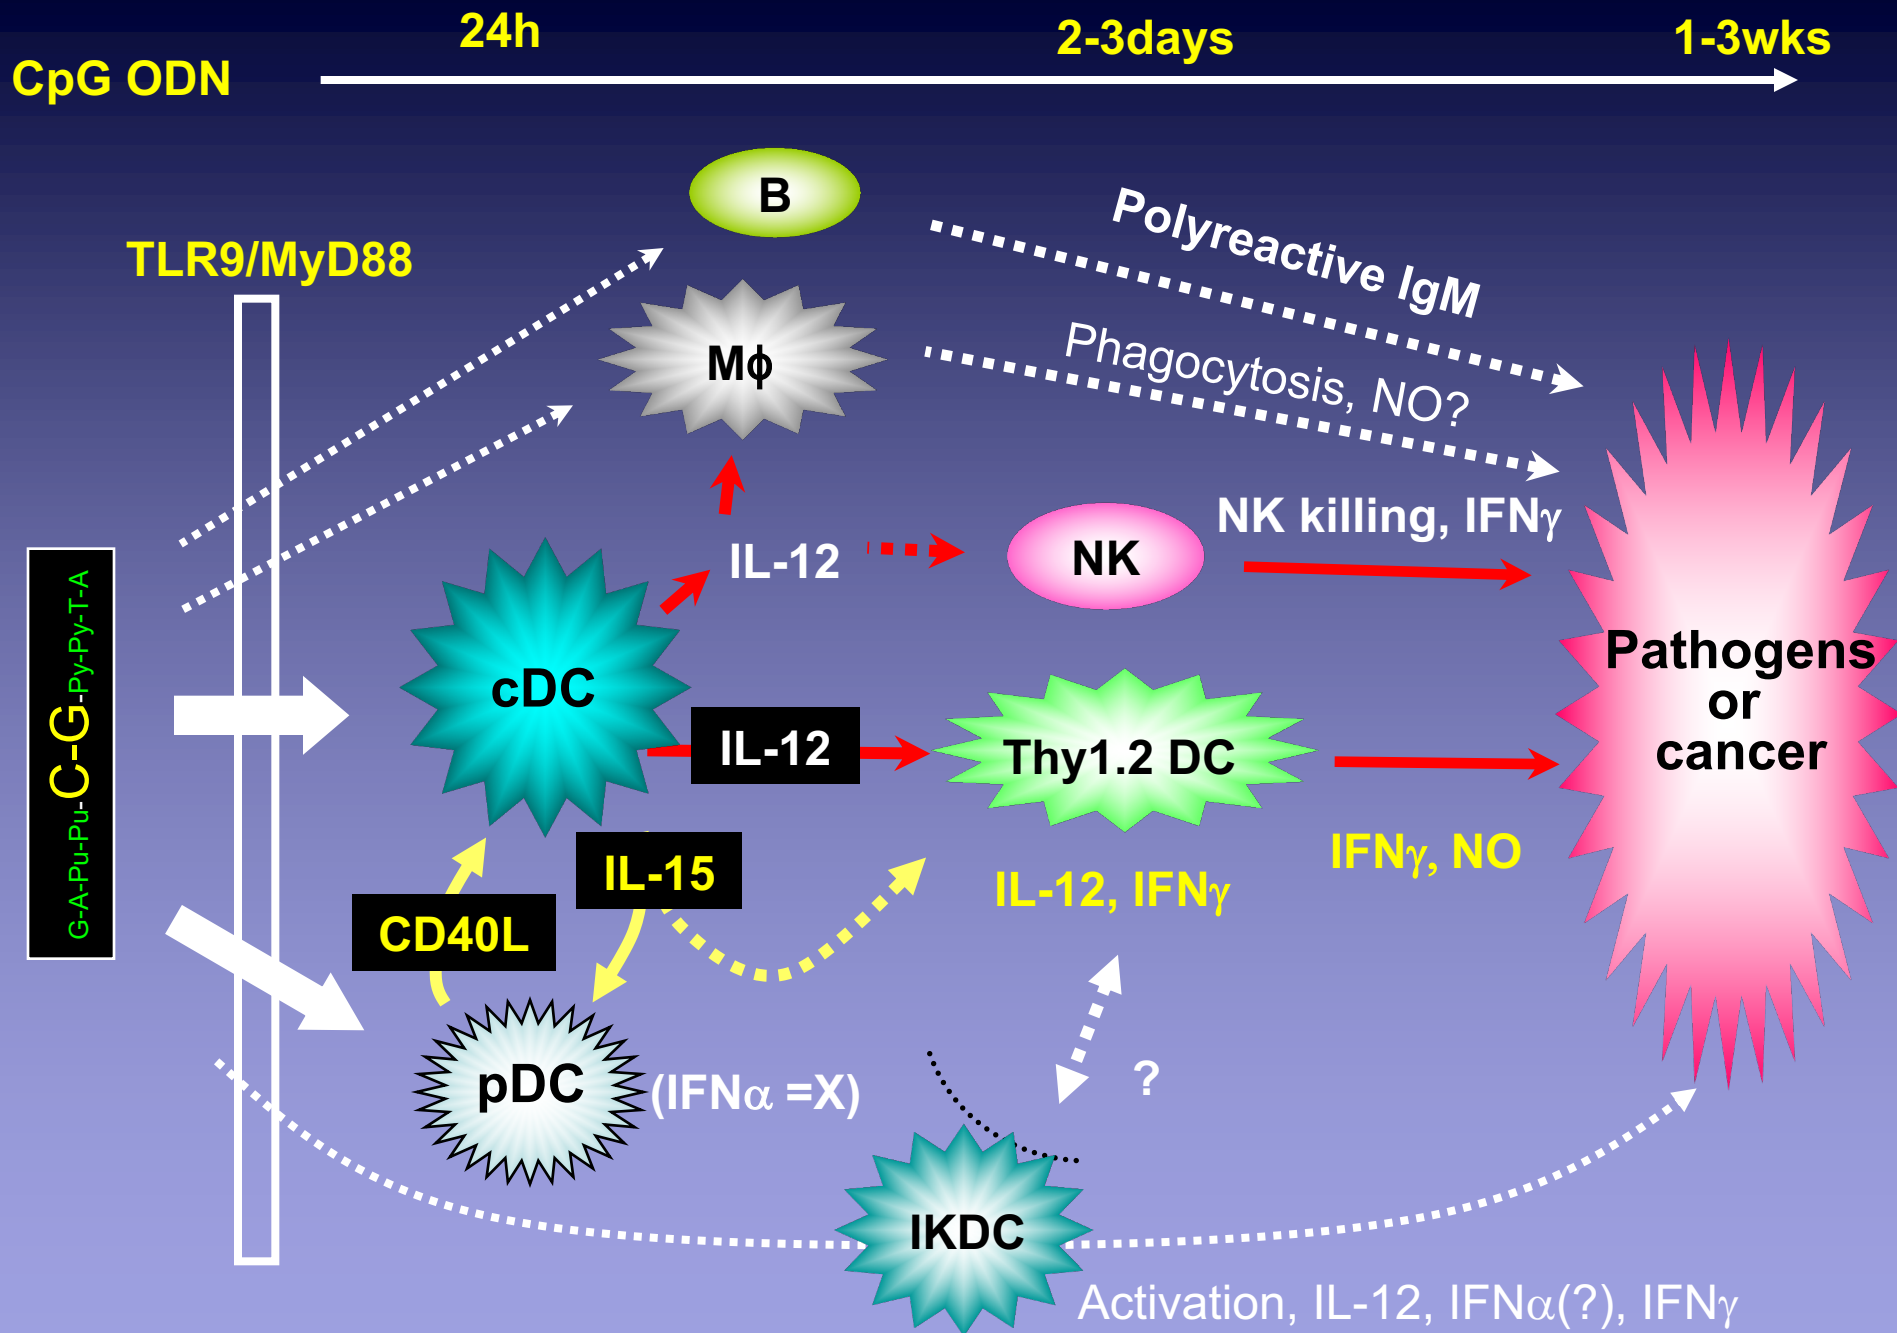 24h
2-3days
1-3wks
CpG ODN
B
TLR9/MyD88
Polyreactive IgM
Mϕ
Phagocytosis, NO?
NK killing, IFNγ
IL-12
NK
G-A-Pu-Pu-C-G-Py-Py-T-A
cDC
IL-12
Thy1.2 DC
Pathogens
or
cancer
IL-15
IFNγ, NO
IL-12, IFNγ
CD40L
pDC
(IFNα =X)
?
IKDC
Activation, IL-12, IFNα(?), IFNγ